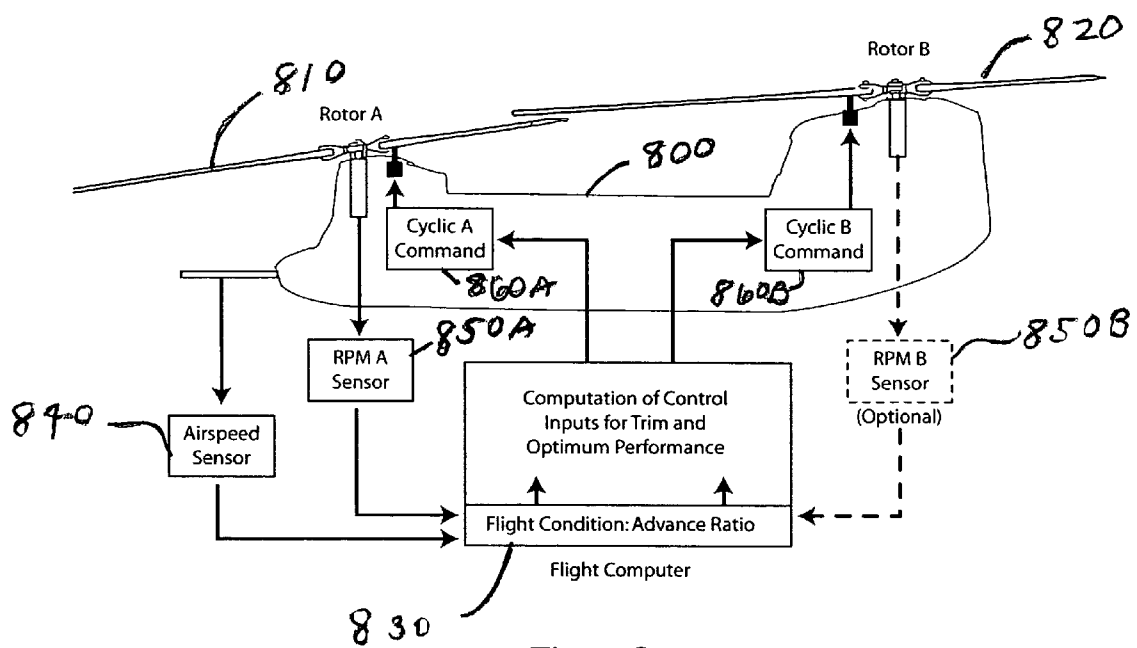 820
Rotor B
810
Rotor A
800
Cyclic A
Command
Cyclic B
Command
860A
860B
850A
850B
RPM A
Sensor
RPM B
Sensor
(Optional)
Computation of Control
Inputs for Trim and
Optimum Performance
840
Airspeed
Sensor
Flight Condition: Advance Ratio
Flight Computer
830